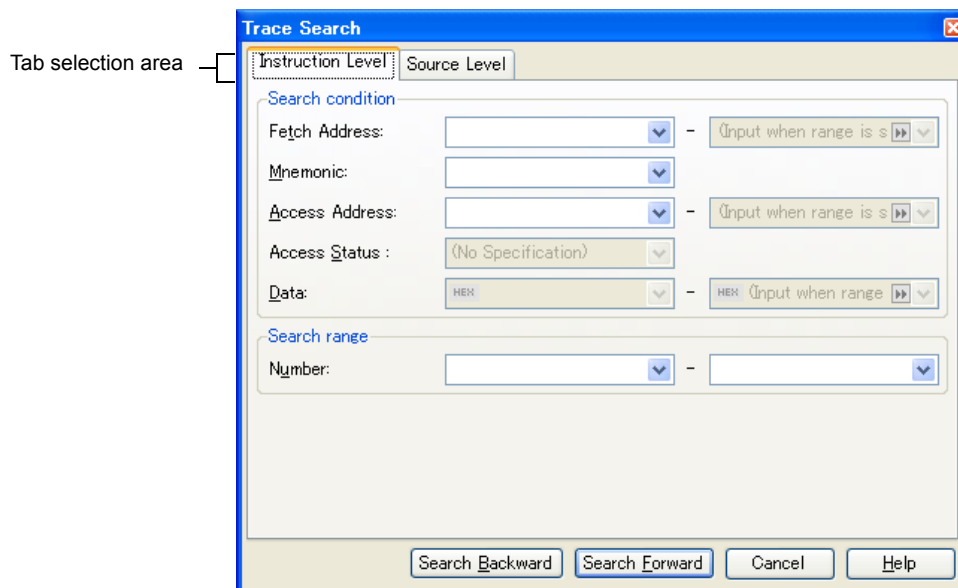 Trace Search
Tab selection area
Instruction Level Source Level
Search condition
Fetch Address: - (Input when range is s
Mnemonic:
Access Address: - (Input when range is s
Access Status : (No Specification)
Data: HEX - HEX (Input when range
Search range
Number: -
Search Backward Search Forward Cancel Help